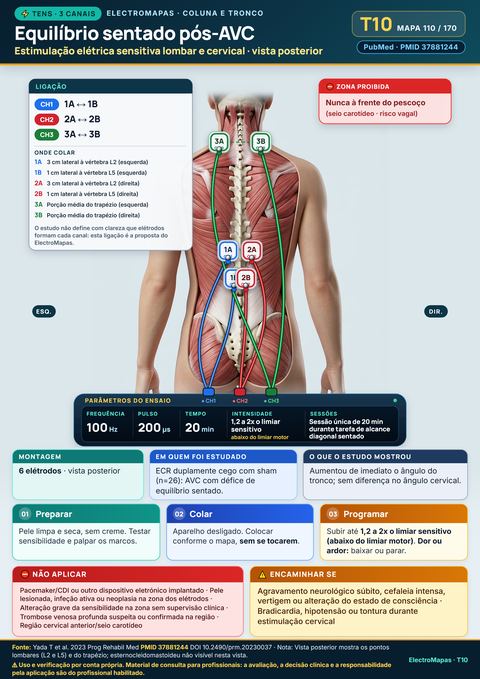 TENS · 3 CANAIS
ELECTROMAPAS · COLUNA E TRONCO
Equilíbrio sentado pós-AVC
Estimulação elétrica sensitiva lombar e cervical · vista posterior
T10 MAPA 110 / 170
PubMed · PMID 37881244
LIGAÇÃO
CH1 1A ↔ 1B
CH2 2A ↔ 2B
CH3 3A ↔ 3B
ONDE COLAR
1A 3 cm lateral à vértebra L2 (esquerda)
1B 1 cm lateral à vértebra L5 (esquerda)
2A 3 cm lateral à vértebra L2 (direita)
2B 1 cm lateral à vértebra L5 (direita)
3A Porção média do trapézio (esquerda)
3B Porção média do trapézio (direita)
O estudo não define com clareza que elétrodos
formam cada canal: esta ligação é a proposta do
ElectroMapas.
ZONA PROIBIDA
Nunca à frente do pescoço
(seio carotídeo · risco vagal)
3A 3B
1A 2A
1B 2B
ESQ. DIR.
CH1 CH2 CH3
PARÂMETROS DO ENSAIO
FREQUÊNCIA
100 Hz
PULSO
200 µs
TEMPO
20 min
INTENSIDADE
1,2 a 2x o limiar
sensitivo
abaixo do limiar motor
SESSÕES
Sessão única de 20 min
durante tarefa de alcance
diagonal sentado
MONTAGEM
6 elétrodos · vista posterior
EM QUEM FOI ESTUDADO
ECR duplamente cego com sham
(n=26): AVC com défice de
equilíbrio sentado.
O QUE O ESTUDO MOSTROU
Aumentou de imediato o ângulo do
tronco; sem diferença no ângulo cervical.
01 Preparar
Pele limpa e seca, sem creme. Testar
sensibilidade e palpar os marcos.
02 Colar
Aparelho desligado. Colocar
conforme o mapa, sem se tocarem.
03 Programar
Subir até 1,2 a 2x o limiar sensitivo
(abaixo do limiar motor). Dor ou
ardor: baixar ou parar.
NÃO APLICAR
Pacemaker/CDI ou outro dispositivo eletrónico implantado · Pele
lesionada, infeção ativa ou neoplasia na zona dos elétrodos ·
Alteração grave da sensibilidade na zona sem supervisão clínica ·
Trombose venosa profunda suspeita ou confirmada na região ·
Região cervical anterior/seio carotídeo
ENCAMINHAR SE
Agravamento neurológico súbito, cefaleia intensa,
vertigem ou alteração do estado de consciência ·
Bradicardia, hipotensão ou tontura durante
estimulação cervical
Fonte: Yada T et al. 2023 Prog Rehabil Med PMID 37881244 DOI 10.2490/prm.20230037 · Nota: Vista posterior mostra os pontos
lombares (L2 e L5) e do trapézio; esternocleidomastoideu não visível nesta vista.
Uso e verificação por conta própria. Material de consulta para profissionais: a avaliação, a decisão clínica e a responsabilidade
pela aplicação são do profissional habilitado.
ElectroMapas · T10